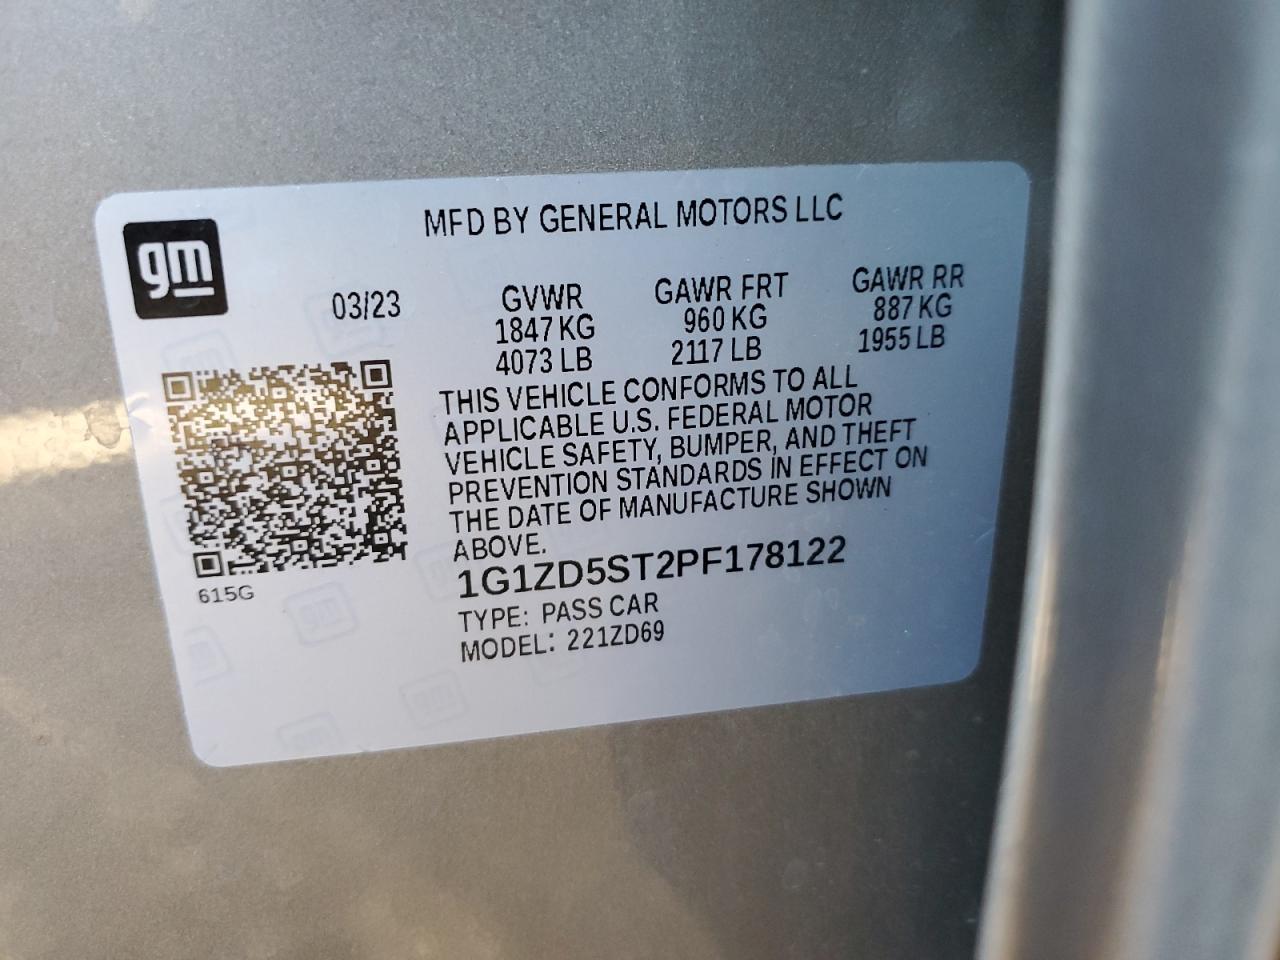 gm
MFD BY GENERAL MOTORS LLC
03/23
GVWR
1847 KG
4073 LB
GAWR FRT
960 KG
2117 LB
GAWR RR
887 KG
1955 LB
THIS VEHICLE CONFORMS TO ALL
APPLICABLE U.S. FEDERAL MOTOR
VEHICLE SAFETY, BUMPER, AND THEFT
PREVENTION STANDARDS IN EFFECT ON
THE DATE OF MANUFACTURE SHOWN
ABOVE.
1G1ZD5ST2PF178122
TYPE: PASS CAR
MODEL: 221ZD69
615G